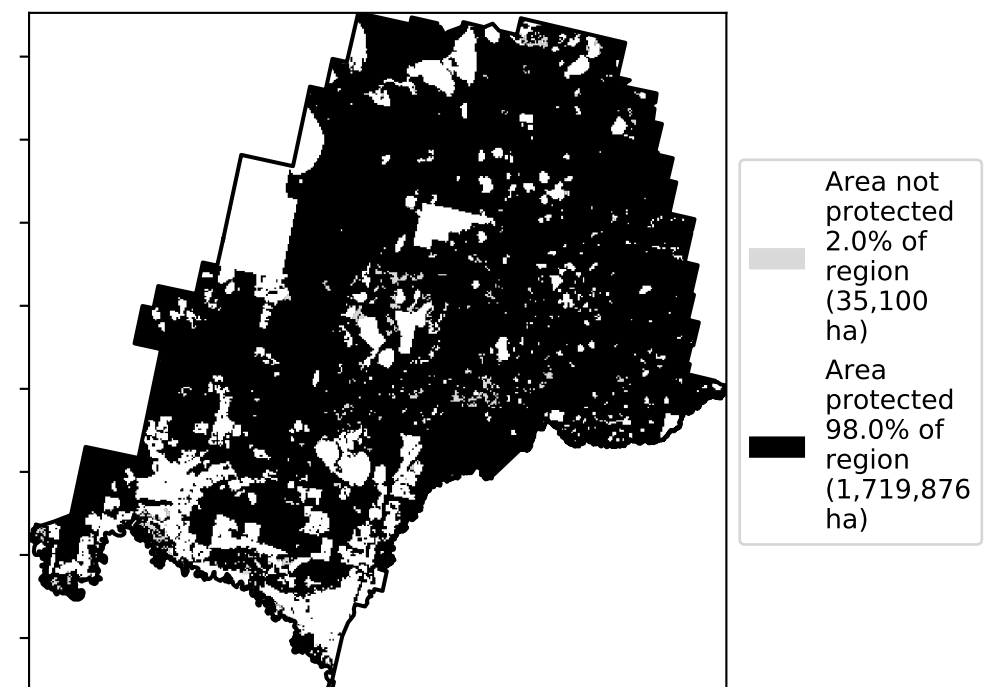 Area not
protected
2.0% of
region
(35,100
ha)
Area
protected
98.0% of
region
(1,719,876
ha)